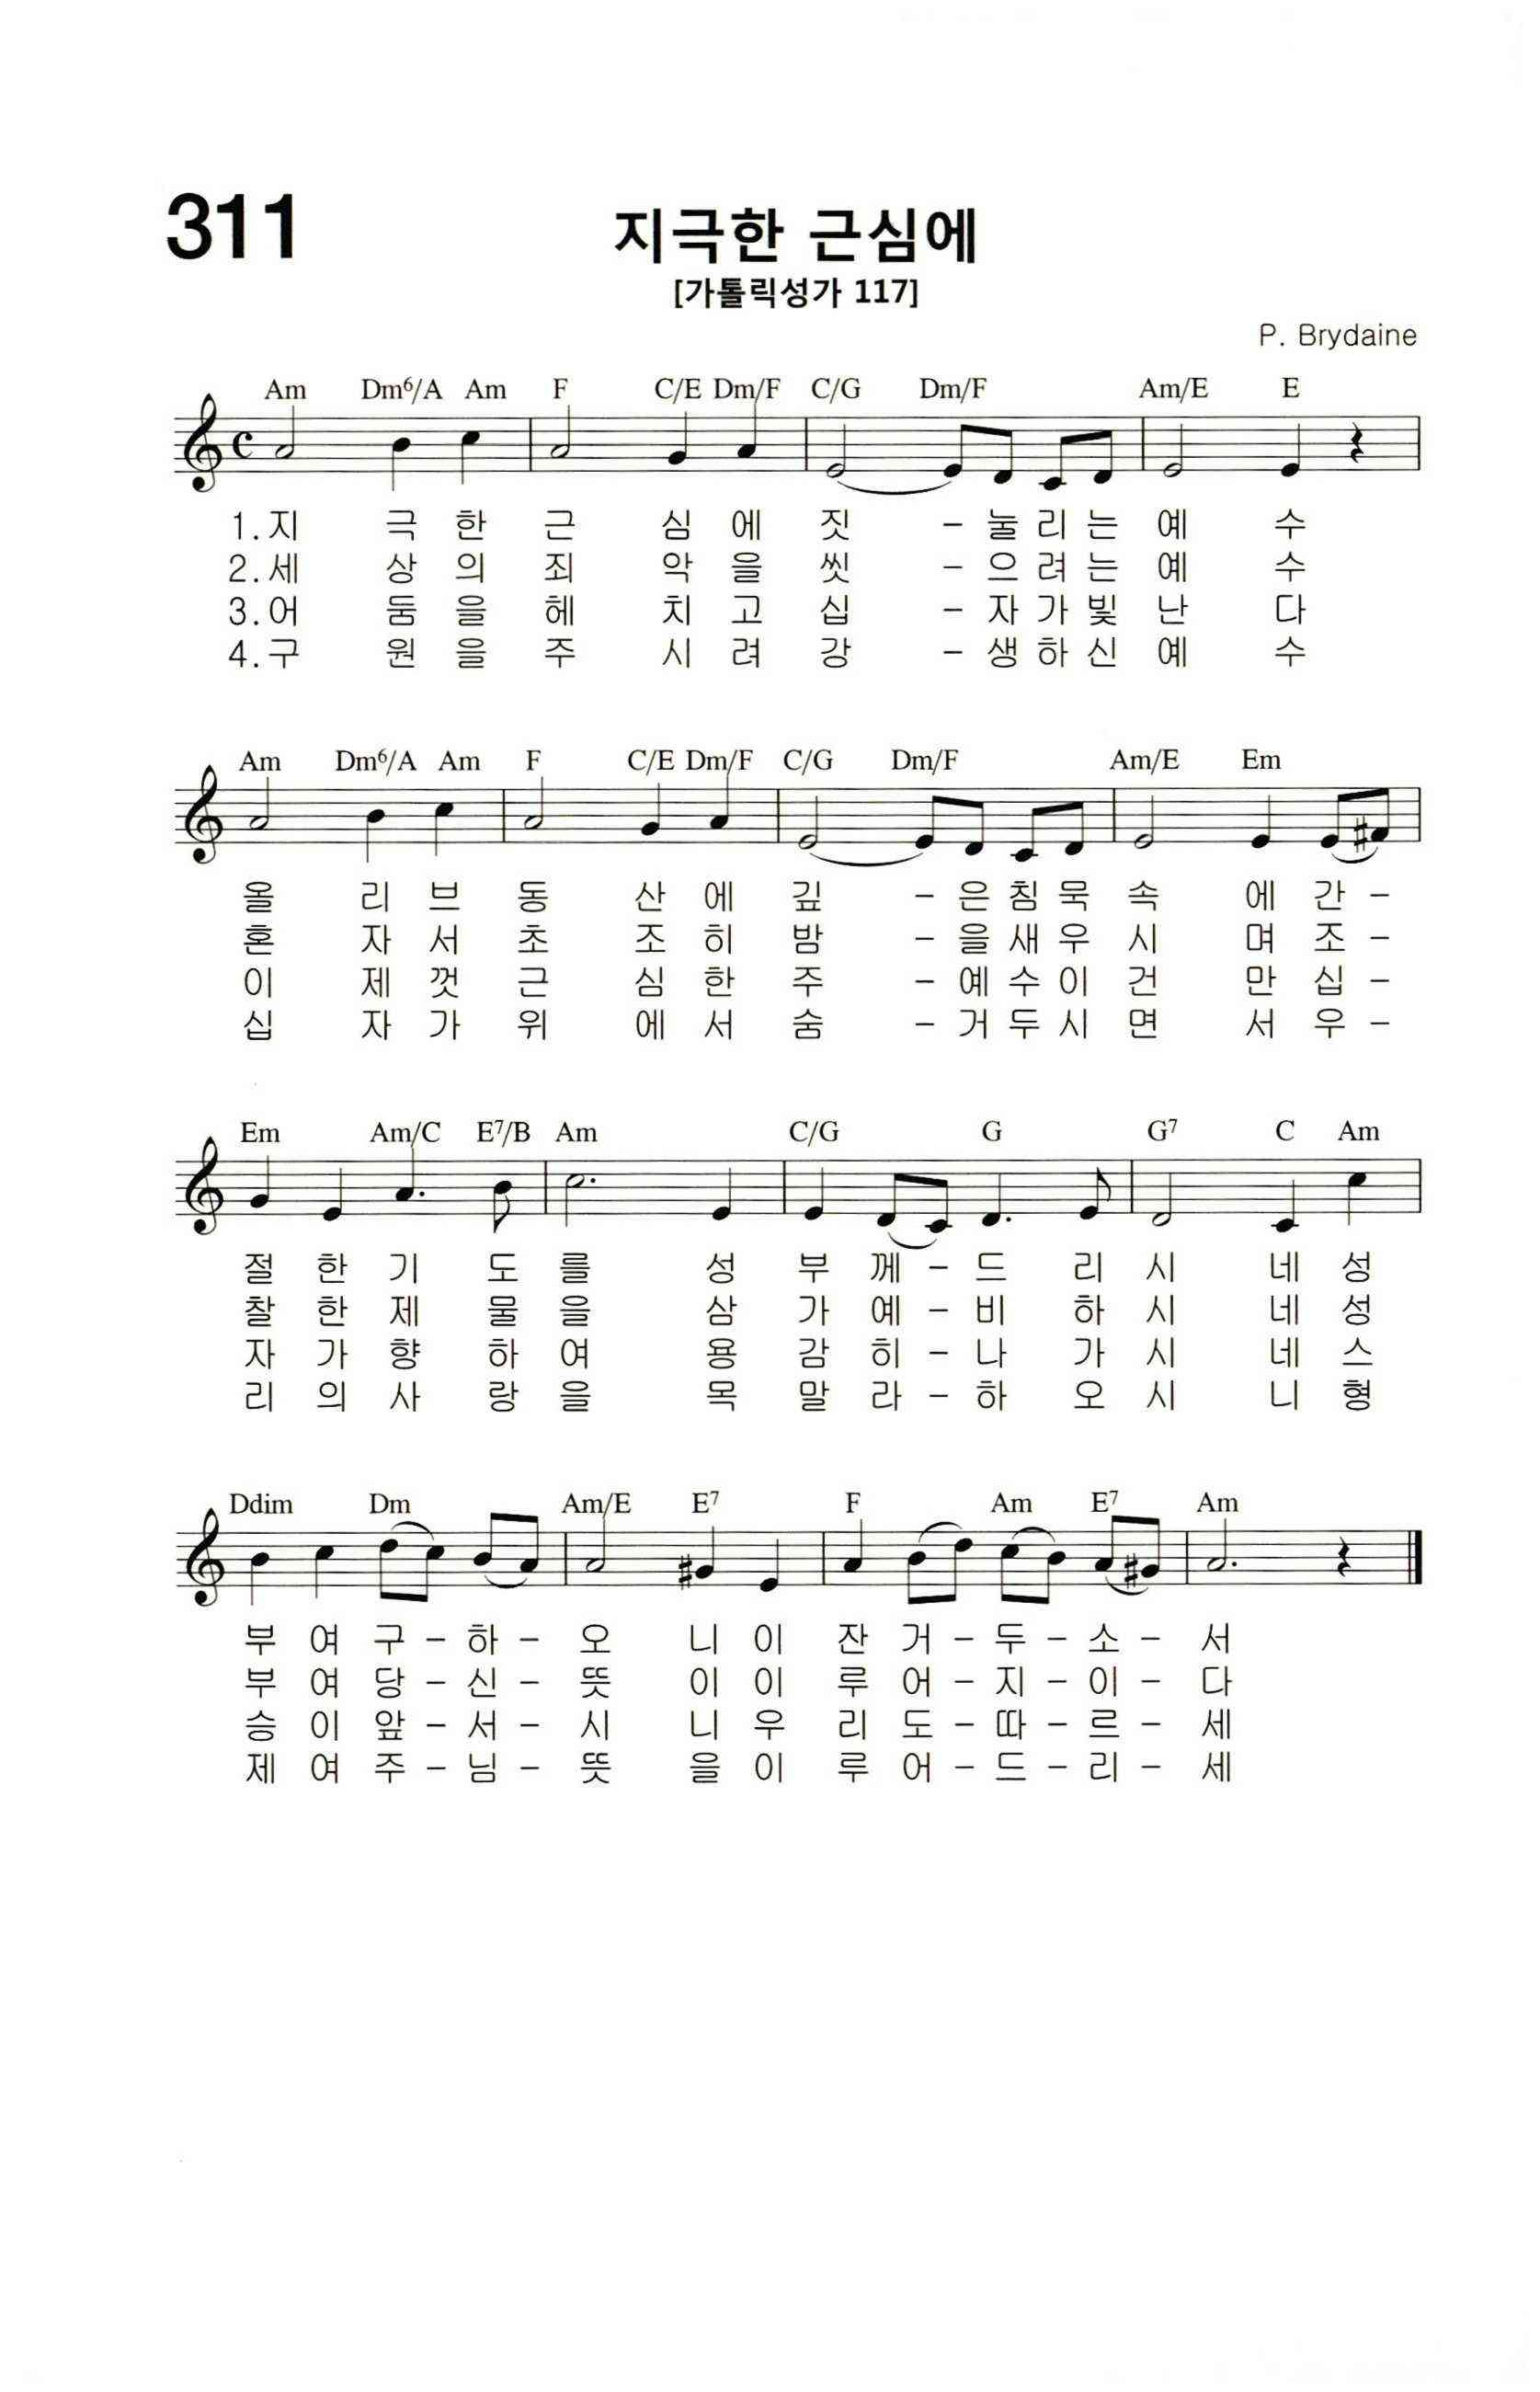 311
지극한 근심에
[가톨릭성가 117]
P. Brydaine
Am Dm6/A Am F C/E Dm/F C/G Dm/F Am/E E
1.지 극 한 근 심 에 짓 - 눌 리 는 예 수
2.세 상 의 죄 악 을 씻 - 으 려 는 예 수
3.어 둠 을 헤 치 고 십 - 자 가 빛 난 다
4.구 원 을 주 시 려 강 - 생 하 신 예 수
Am Dm6/A Am F C/E Dm/F C/G Dm/F Am/E Em
올 리 브 동 산 에 깊 - 은 침 묵 속 에 간 -
혼 자 서 초 조 히 밤 - 을 새 우 시 며 조 -
이 제 껏 근 심 한 주 - 예 수 이 건 만 십 -
십 자 가 위 에 서 숨 - 거 두 시 면 서 우 -
Em Am/C E7/B Am C/G G G7 C Am
절 한 기 도 를 성 부 께 - 드 리 시 네 성
찰 한 제 물 을 삼 가 예 - 비 하 시 네 성
자 가 향 하 여 용 감 히 - 나 가 시 네 스
리 의 사 랑 을 목 말 라 - 하 오 시 니 형
Ddim Dm Am/E E7 F Am E7 Am
부 여 구 - 하 - 오 니 이 잔 거 - 두 - 소 - 서
부 여 당 - 신 - 뜻 이 이 루 어 - 지 - 이 - 다
승 이 앞 - 서 - 시 니 우 리 도 - 따 - 르 - 세
제 여 주 - 님 - 뜻 을 이 루 어 - 드 - 리 - 세